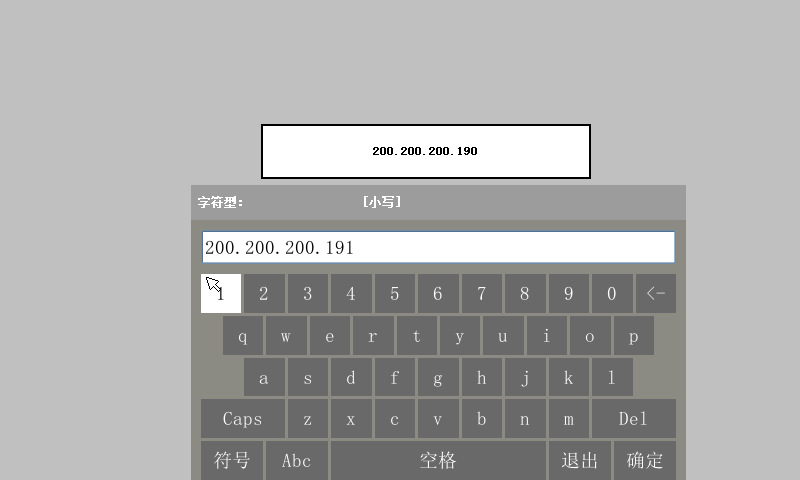 200.200.200.190
字符型: [小写]
200.200.200.191
1 2 3 4 5 6 7 8 9 0 <-
q w e r t y u i o p
a s d f g h j k l
Caps z x c v b n m Del
符号 Abc 空格 退出 确定